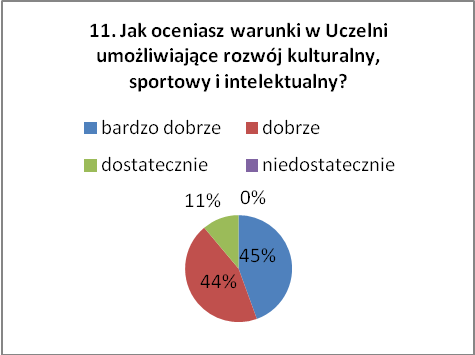 11. Jak oceniasz warunki w Uczelni
umożliwiające rozwój kulturalny,
sportowy i intelektualny?
bardzo dobrze dobrze
dostatecznie niedostatecznie
11% 0%
45%
44%